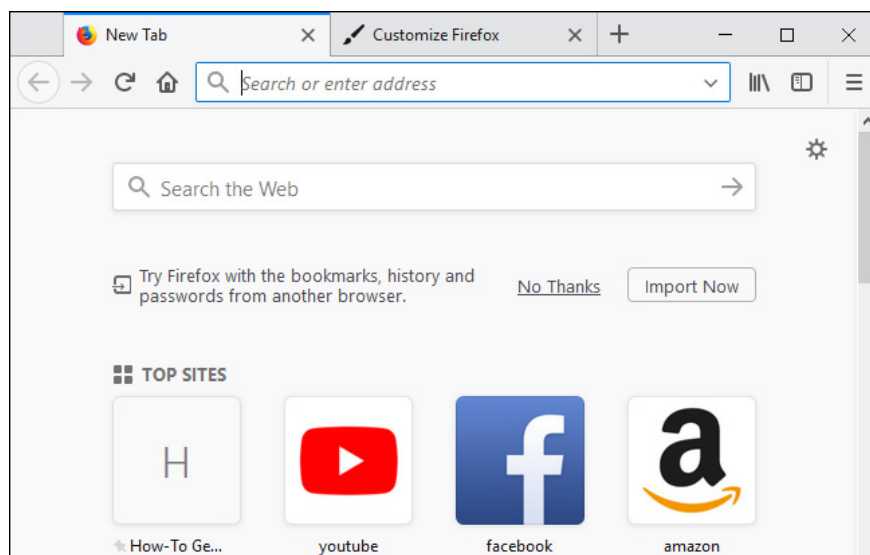 New Tab
Customize Firefox
Search or enter address
Search the Web
Try Firefox with the bookmarks, history and
passwords from another browser.
No Thanks
Import Now
TOP SITES
H
How-To Ge...
youtube
facebook
amazon